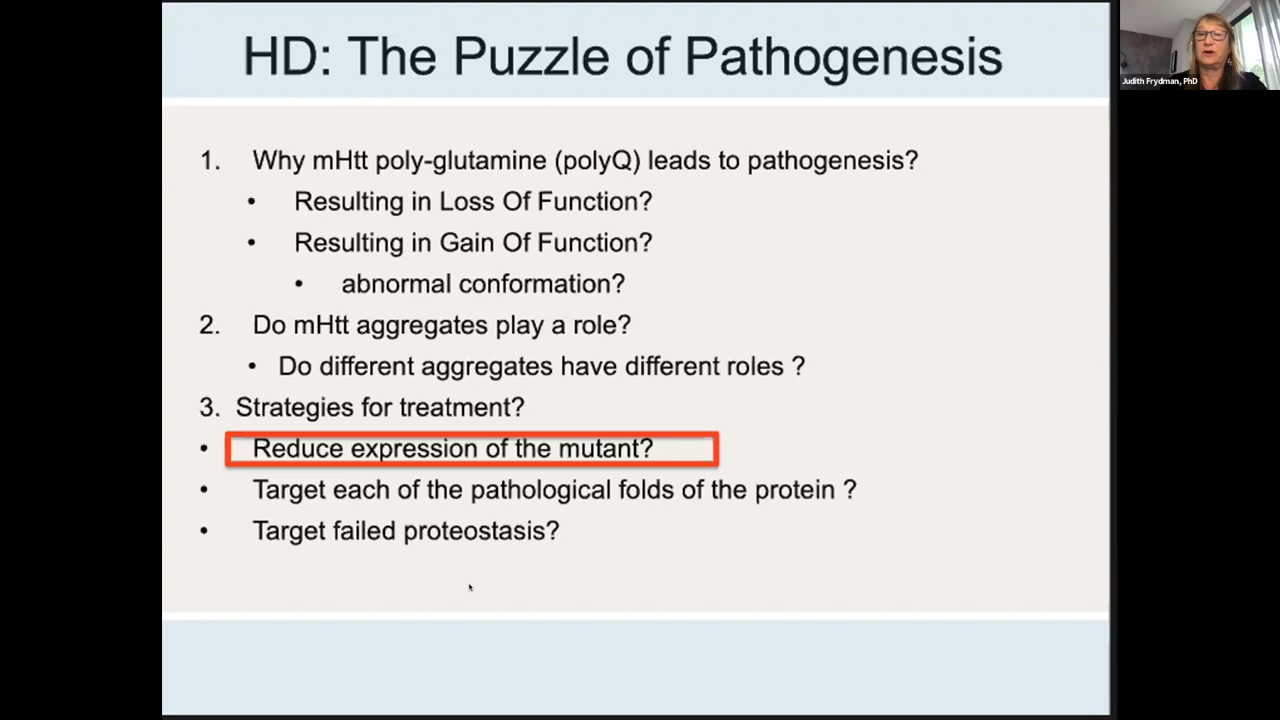 HD: The Puzzle of Pathogenesis
Judith Frydman, PhD
1. Why mHtt poly-glutamine (polyQ) leads to pathogenesis?
• Resulting in Loss Of Function?
• Resulting in Gain Of Function?
• abnormal conformation?
2. Do mHtt aggregates play a role?
• Do different aggregates have different roles ?
3. Strategies for treatment?
• Reduce expression of the mutant?
• Target each of the pathological folds of the protein ?
• Target failed proteostasis?